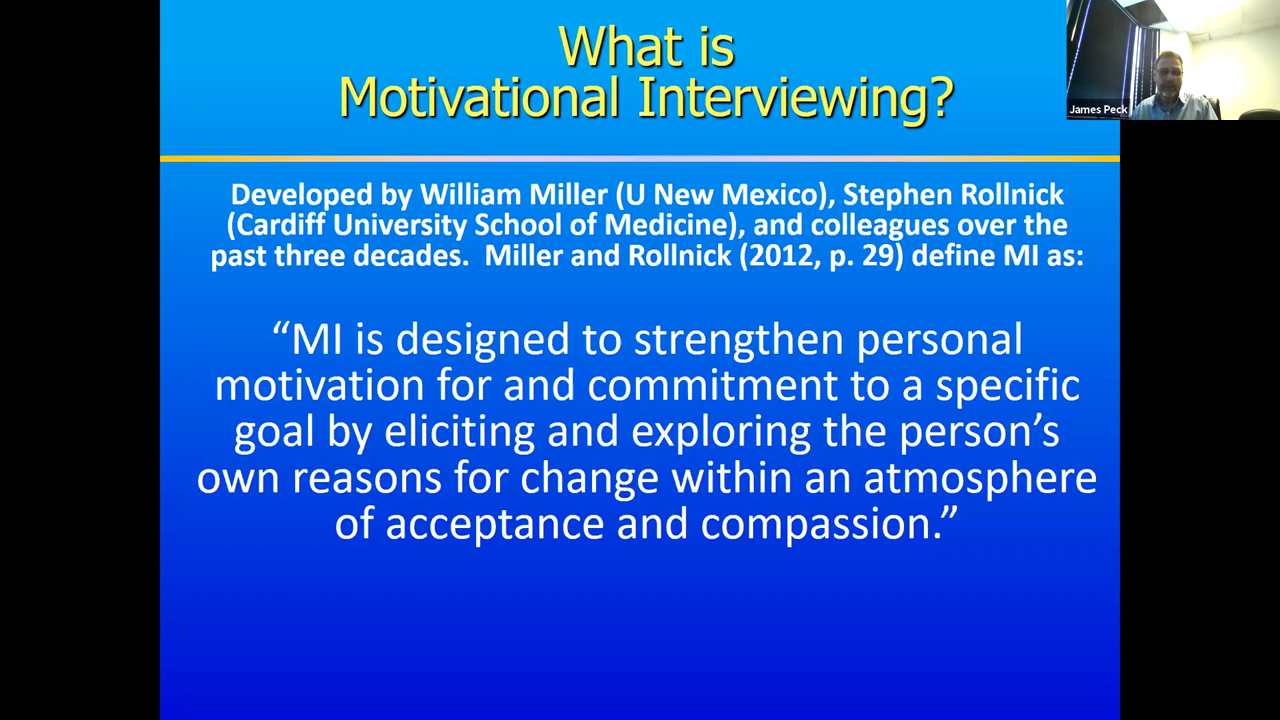 What is
Motivational Interviewing?
James Peck
Developed by William Miller (U New Mexico), Stephen Rollnick
(Cardiff University School of Medicine), and colleagues over the
past three decades.  Miller and Rollnick (2012, p. 29) define MI as:
“MI is designed to strengthen personal
motivation for and commitment to a specific
goal by eliciting and exploring the person’s
own reasons for change within an atmosphere
of acceptance and compassion.”